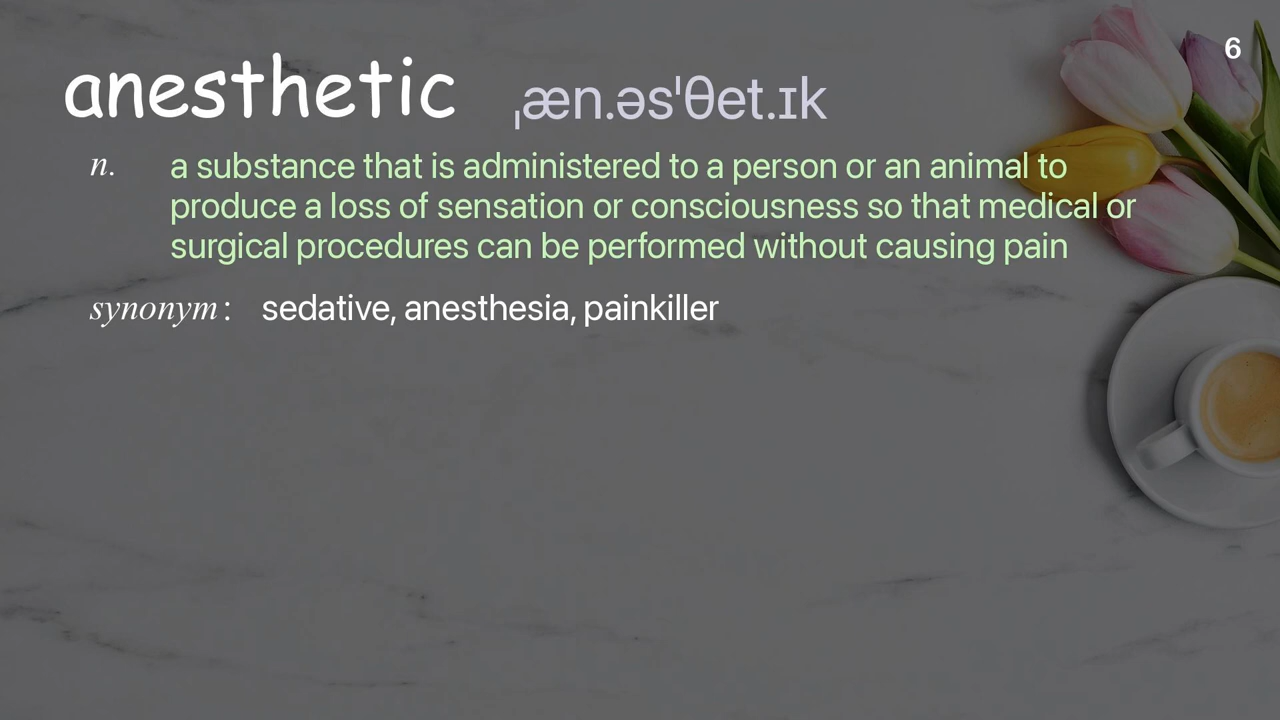 6
anesthetic ˌæn.əsˈθet.ɪk
n. a substance that is administered to a person or an animal to
produce a loss of sensation or consciousness so that medical or
surgical procedures can be performed without causing pain
synonym: sedative, anesthesia, painkiller